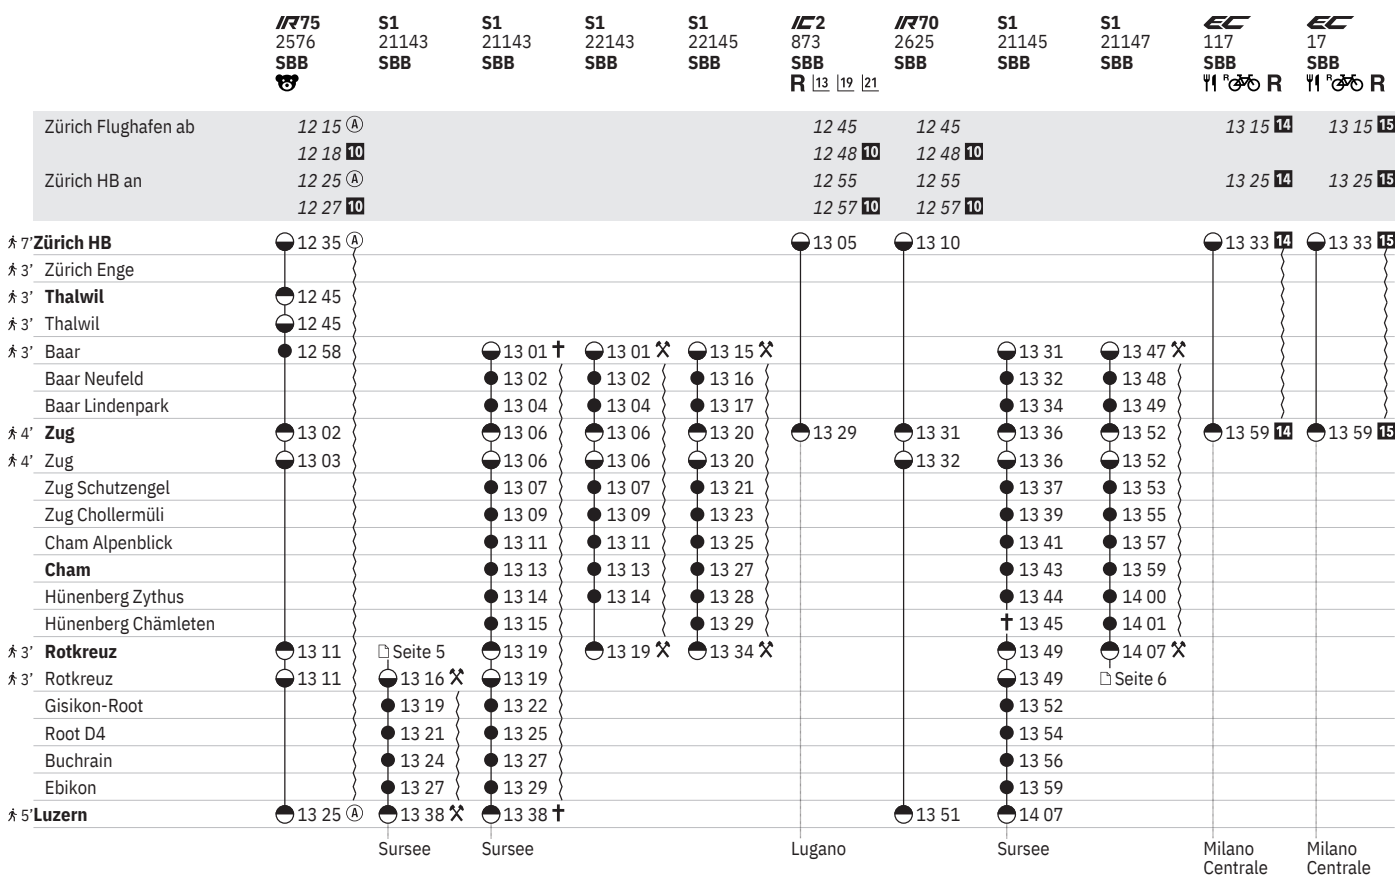 IR75 S1 S1 S1 S1 IC2 IR70 S1 S1 EC EC
2576 21143 21143 22143 22145 873 2625 21145 21147 117 17
SBB SBB SBB SBB SBB SBB SBB SBB SBB SBB SBB
R 13 19 21 R R R R
Zürich Flughafen ab 12 15 A 12 45 12 45 13 15 14 13 15 15
12 18 10 12 48 10 12 48 10
Zürich HB an 12 25 A 12 55 12 55 13 25 14 13 25 15
12 27 10 12 57 10 12 57 10
7' Zürich HB 12 35 A 13 05 13 10 13 33 14 13 33 15
3' Zürich Enge
3' Thalwil 12 45
3' Thalwil 12 45
3' Baar 12 58 13 01 ✝ 13 01 ⚒ 13 15 ⚒ 13 31 13 47 ⚒
Baar Neufeld 13 02 13 02 13 16 13 32 13 48
Baar Lindenpark 13 04 13 04 13 17 13 34 13 49
4' Zug 13 02 13 06 13 06 13 20 13 29 13 31 13 36 13 52 13 59 14 13 59 15
4' Zug 13 03 13 06 13 06 13 20 13 32 13 36 13 52
Zug Schutzengel 13 07 13 07 13 21 13 37 13 53
Zug Chollermüli 13 09 13 09 13 23 13 39 13 55
Cham Alpenblick 13 11 13 11 13 25 13 41 13 57
Cham 13 13 13 13 13 27 13 43 13 59
Hünenberg Zythus 13 14 13 14 13 28 13 44 14 00
Hünenberg Chämleten 13 15 13 29 ✝ 13 45 14 01
3' Rotkreuz 13 11 Seite 5 13 19 13 19 ⚒ 13 34 ⚒ 13 49 14 07 ⚒
3' Rotkreuz 13 11 13 16 ⚒ 13 19 13 49 Seite 6
Gisikon-Root 13 19 13 22 13 52
Root D4 13 21 13 25 13 54
Buchrain 13 24 13 27 13 56
Ebikon 13 27 13 29 13 59
5' Luzern 13 25 A 13 38 ⚒ 13 38 ✝ 13 51 14 07
Sursee Sursee Lugano Sursee Milano Milano
Centrale Centrale